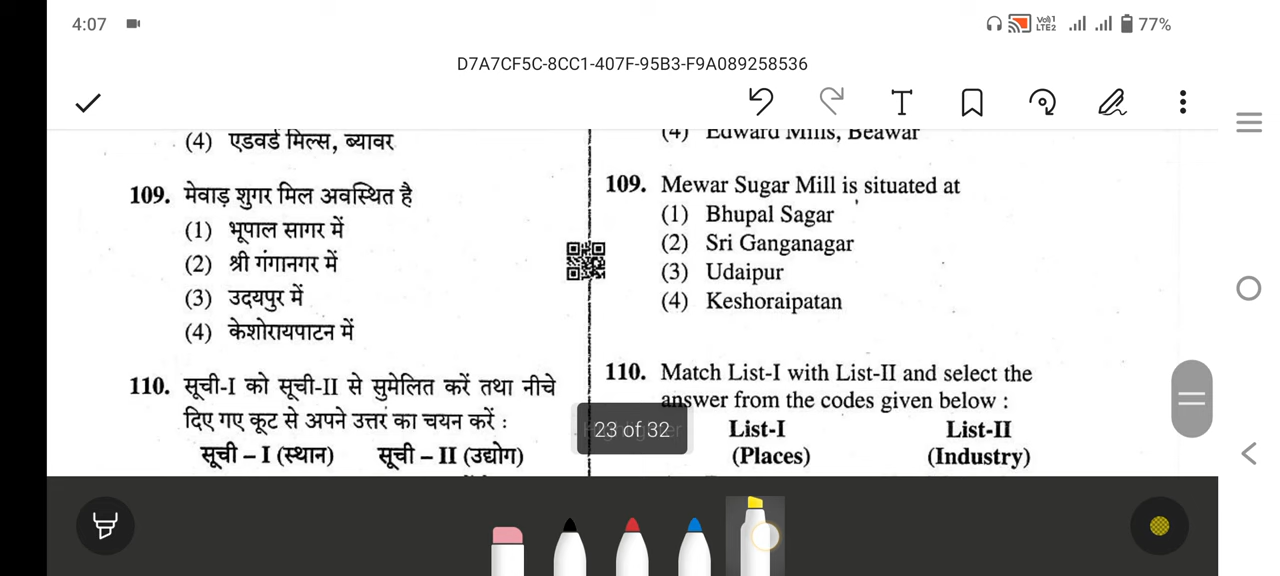 4:07
Vol) 1
LTE2
77%
D7A7CF5C-8CC1-407F-95B3-F9A089258536
(4) एडवर्ड मिल्स, ब्यावर
109. मेवाड़ शुगर मिल अवस्थित है
(1) भूपाल सागर में
(2) श्री गंगानगर में
(3) उदयपुर में
(4) केशोरायपाटन में
110. सूची-I को सूची-II से सुमेलित करें तथा नीचे
दिए गए कूट से अपने उत्तर का चयन करें :
सूची – I (स्थान) सूची – II (उद्योग)
(4) Edward Mills, Beawar
109. Mewar Sugar Mill is situated at
(1) Bhupal Sagar
(2) Sri Ganganagar
(3) Udaipur
(4) Keshoraipatan
110. Match List-I with List-II and select the
answer from the codes given below :
List-I List-II
(Places) (Industry)
23 of 32